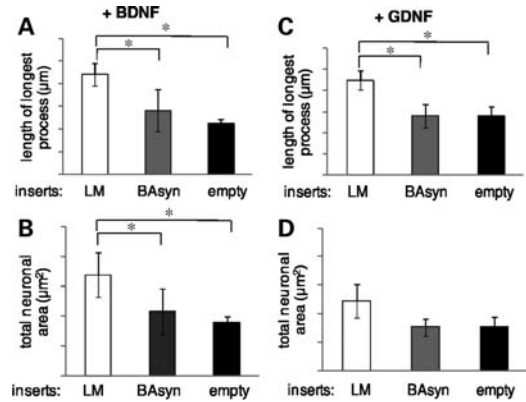 + BDNF
A
*
*
length of longest
process (μm)
inserts: LM BAsyn empty
B
*
*
total neuronal
area (μm²)
inserts: LM BAsyn empty
+ GDNF
C
*
*
length of longest
process (μm)
inserts: LM BAsyn empty
D
total neuronal
area (μm²)
inserts: LM BAsyn empty